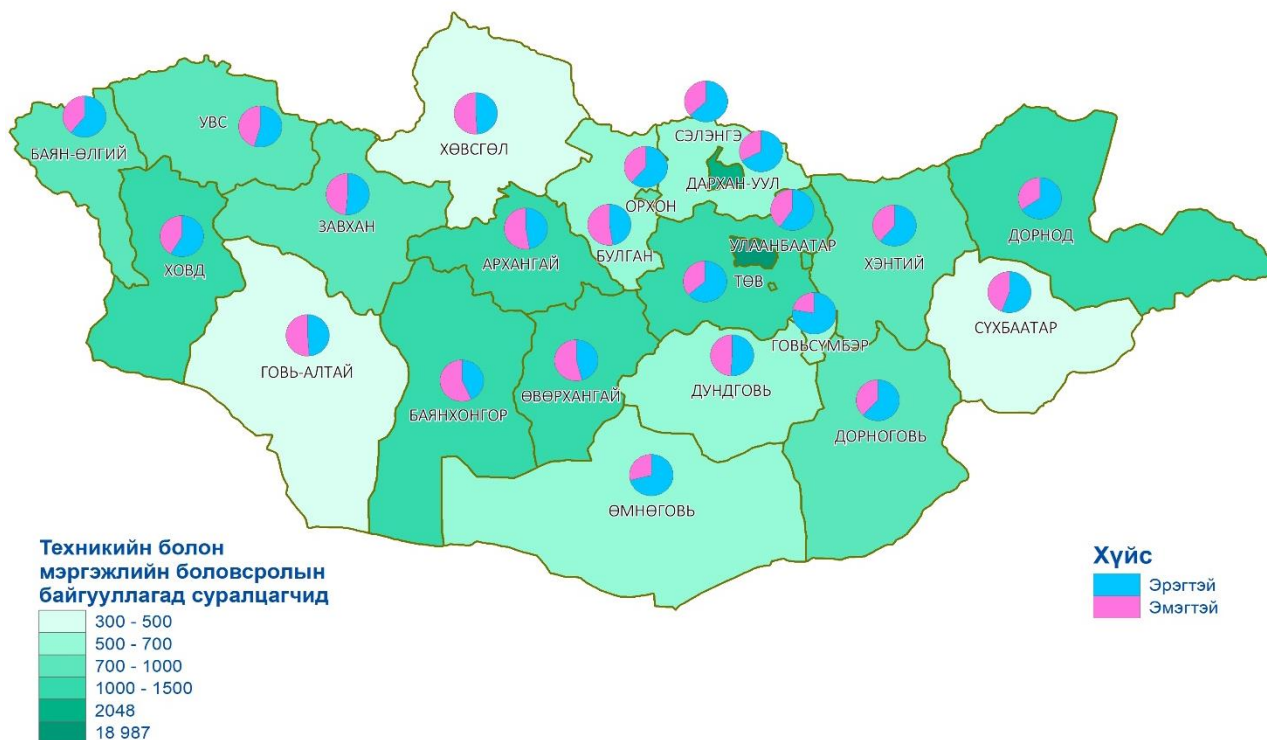 УВС
БАЯН-ӨЛГИЙ
ХӨВСГӨЛ
СЭЛЭНГЭ
ДАРХАН-УУЛ
ОРХОН
ЗАВХАН
ДОРНОД
УЛААНБААТАР
БУЛГАН
АРХАНГАЙ
ХЭНТИЙ
ХОВД
ТӨВ
СҮХБААТАР
ГОВЬСҮМБЭР
ГОВЬ-АЛТАЙ
ӨВӨРХАНГАЙ
ДУНДГОВЬ
БАЯНХОНГОР
ДОРНОГОВЬ
ӨМНӨГОВЬ
Техникийн болон
мэргэжлийн боловсролын
байгууллагад суралцагчид
300 - 500
500 - 700
700 - 1000
1000 - 1500
2048
18 987
Хүйс
Эрэгтэй
Эмэгтэй